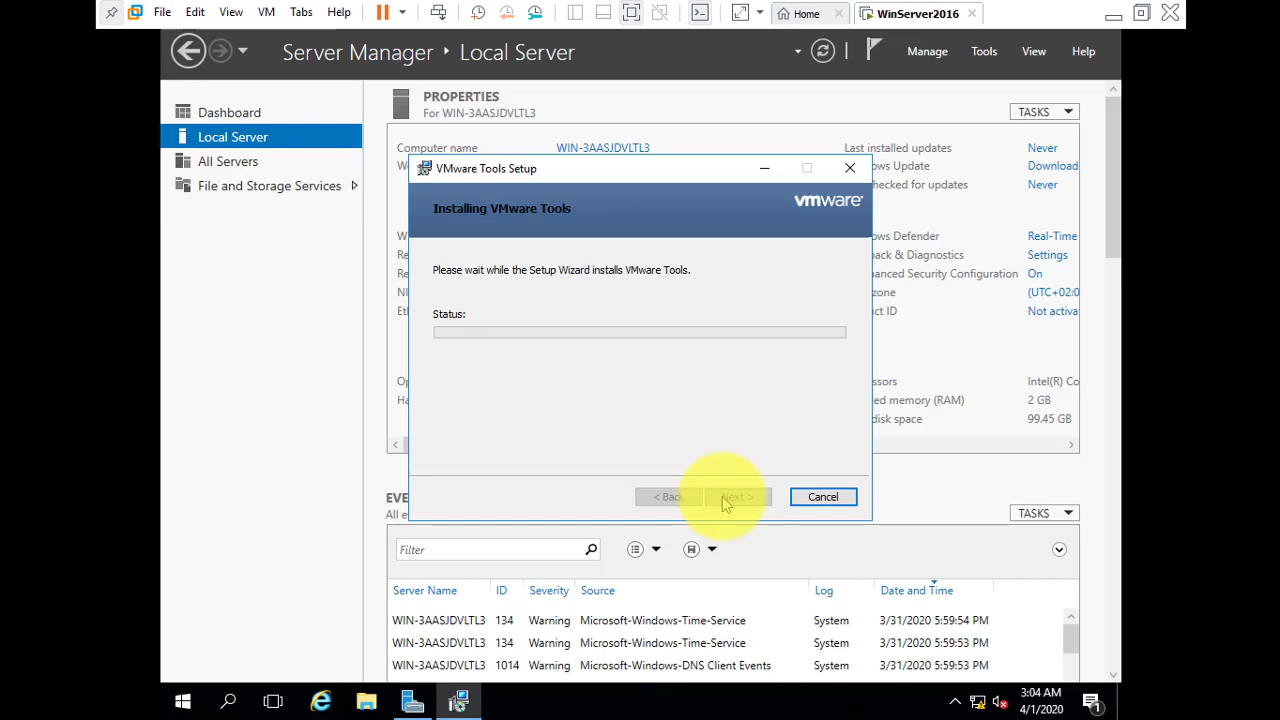 File Edit View VM Tabs Help Home WinServer2016
Server Manager Local Server Manage Tools View Help
Dashboard
Local Server
All Servers
File and Storage Services
PROPERTIES
For WIN-3AASJDVLTL3
TASKS
Computer name WIN-3AASJDVLTL3 Last installed updates Never
Update Download
hecked for updates Never
VMware Tools Setup
Installing VMware Tools
vmware
Please wait while the Setup Wizard installs VMware Tools.
Status:
< Back Next > Cancel
ows Defender Real-Time
back & Diagnostics Settings
nced Security Configuration On
zone (UTC+02:0
ct ID Not activa
ssors Intel(R) Co
ed memory (RAM) 2 GB
disk space 99.45 GB
EVE
All e
TASKS
Filter
Server Name ID Severity Source Log Date and Time
WIN-3AASJDVLTL3 134 Warning Microsoft-Windows-Time-Service System 3/31/2020 5:59:54 PM
WIN-3AASJDVLTL3 134 Warning Microsoft-Windows-Time-Service System 3/31/2020 5:59:53 PM
WIN-3AASJDVLTL3 1014 Warning Microsoft-Windows-DNS Client Events System 3/31/2020 5:59:53 PM
3:04 AM
4/1/2020
1